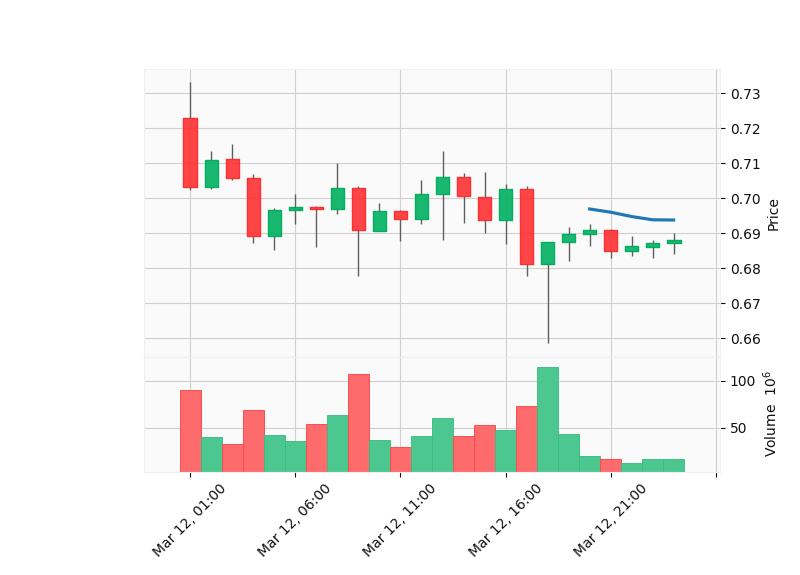 0.73
0.72
0.71
0.70
0.69
0.68
0.67
0.66
Price
100
50
Volume 10^6
Mar 12, 01:00
Mar 12, 06:00
Mar 12, 11:00
Mar 12, 16:00
Mar 12, 21:00